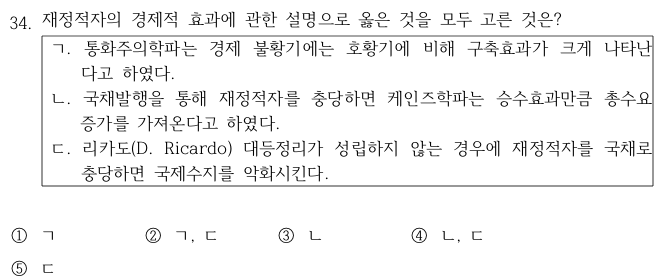 34. 재정적자의 경제적 효과에 관한 설명으로 옳은 것을 모두 고른 것은?
ㄱ. 통화주의학파는 경제 불황기에는 호황기에 비해 구축효과가 크게 나타난
다고 하였다.
ㄴ. 국채발행을 통해 재정적자를 충당하면 케인즈학파는 승수효과만큼 총수요
증가를 가져온다고 하였다.
ㄷ. 리카도(D. Ricardo) 대등정리가 성립하지 않는 경우에 재정적자를 국채로
충당하면 국제수지를 악화시킨다.
① ㄱ ② ㄱ, ㄷ ③ ㄴ ④ ㄴ, ㄷ
⑤ ㄷ